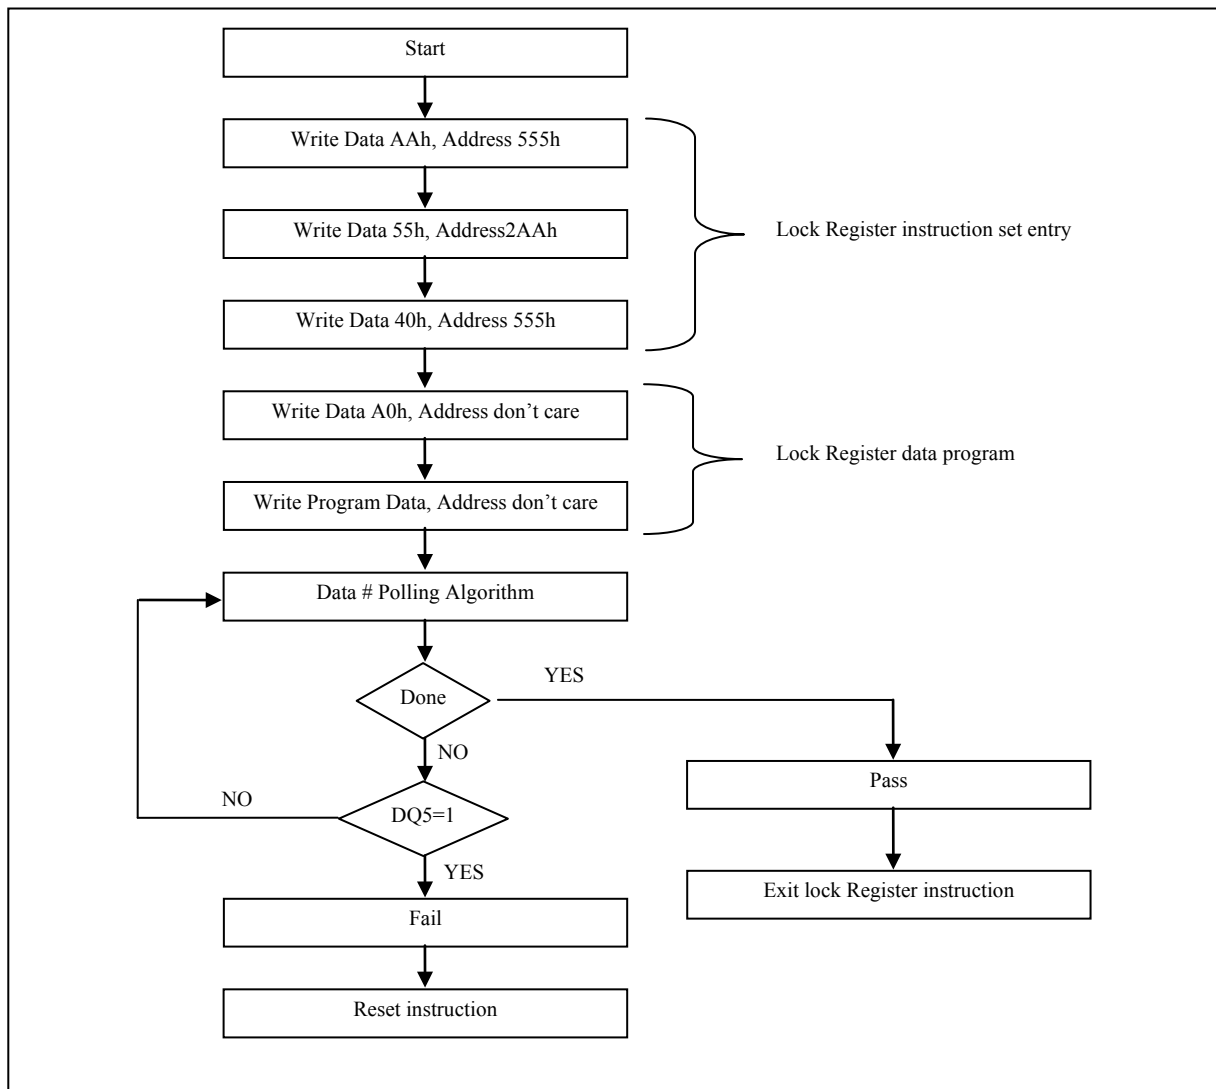 Start
Write Data AAh, Address 555h
Write Data 55h, Address2AAh
Lock Register instruction set entry
Write Data 40h, Address 555h
Write Data A0h, Address don’t care
Lock Register data program
Write Program Data, Address don’t care
Data # Polling Algorithm
Done
YES
NO
Pass
NO
DQ5=1
YES
Exit lock Register instruction
Fail
Reset instruction